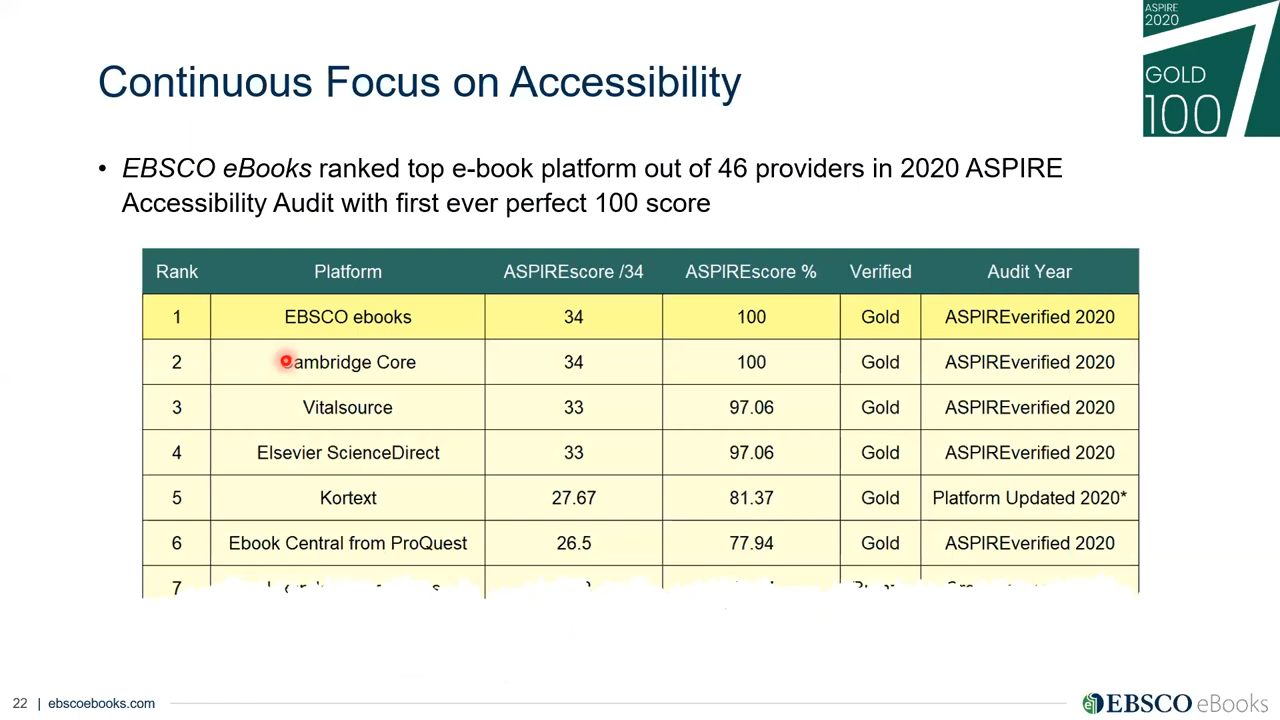 ASPIRE
2020
GOLD
100
Continuous Focus on Accessibility
• EBSCO eBooks ranked top e-book platform out of 46 providers in 2020 ASPIRE
Accessibility Audit with first ever perfect 100 score
Rank Platform ASPIREscore /34 ASPIREscore % Verified Audit Year
1 EBSCO ebooks 34 100 Gold ASPIREverified 2020
2 Cambridge Core 34 100 Gold ASPIREverified 2020
3 Vitalsource 33 97.06 Gold ASPIREverified 2020
4 Elsevier ScienceDirect 33 97.06 Gold ASPIREverified 2020
5 Kortext 27.67 81.37 Gold Platform Updated 2020*
6 Ebook Central from ProQuest 26.5 77.94 Gold ASPIREverified 2020
7
22 | ebscoebooks.com
EBSCO eBooks